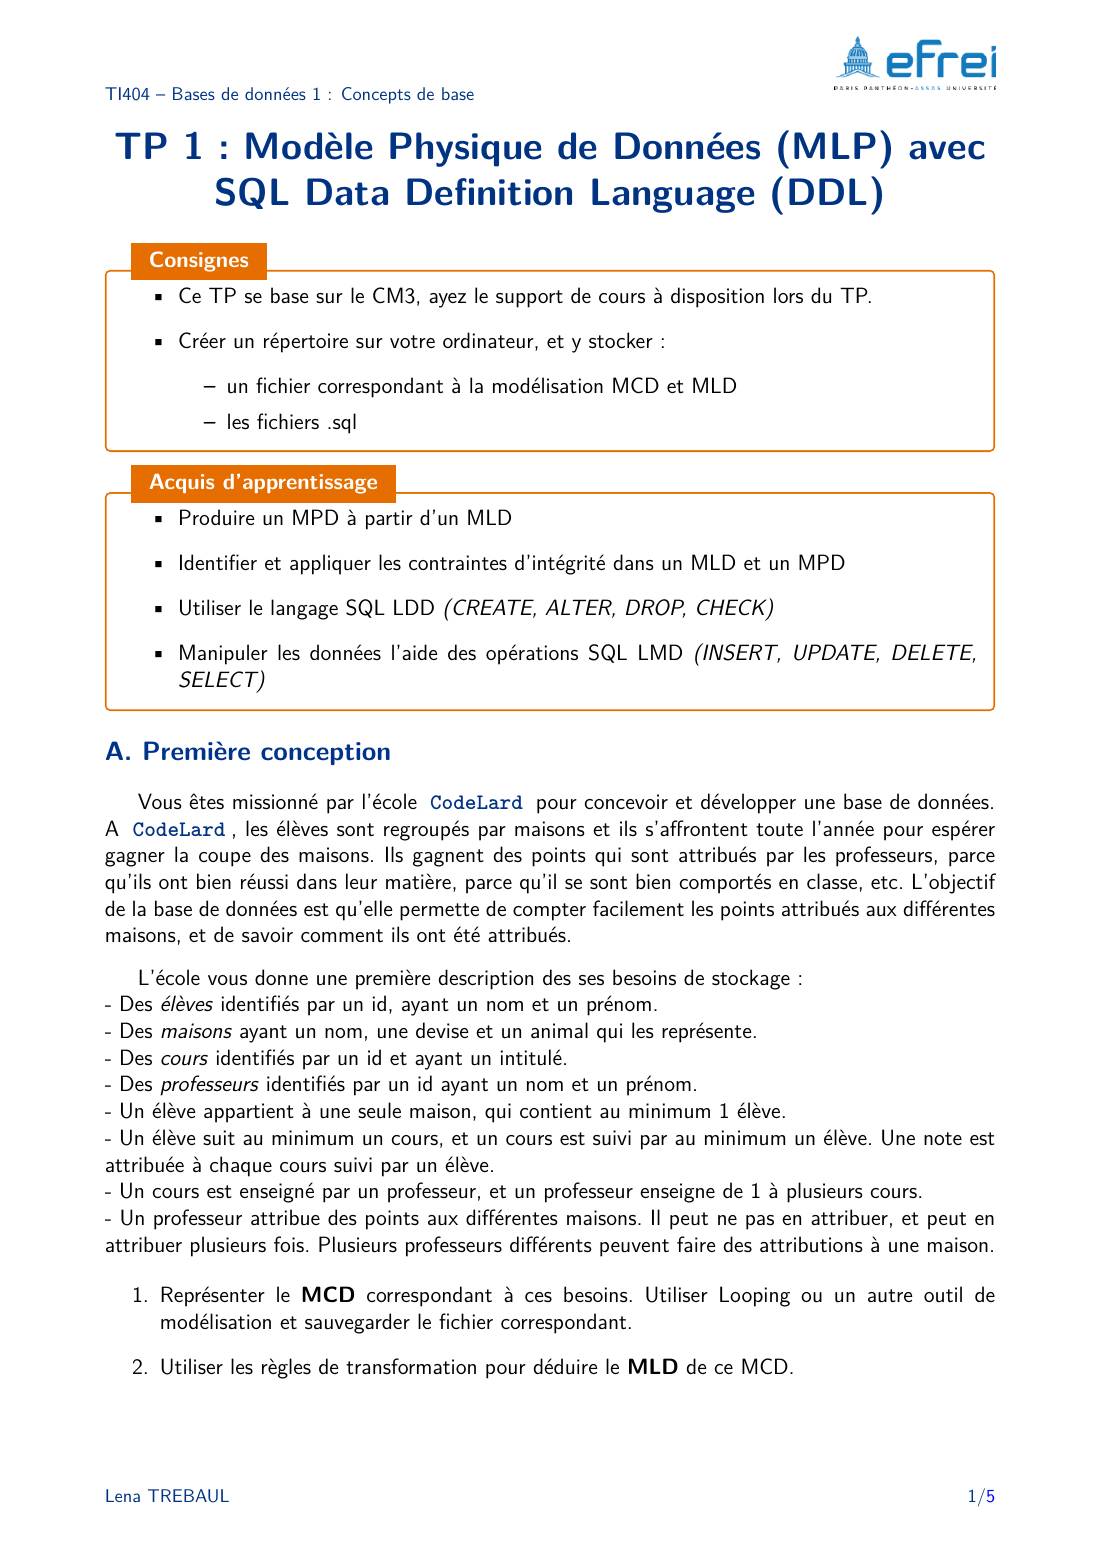 efrei
PARIS PANTHÉON-ASSAS UNIVERSITÉ
TI404 – Bases de données 1 : Concepts de base
TP 1 : Modèle Physique de Données (MLP) avec
SQL Data Definition Language (DDL)
Consignes
▪ Ce TP se base sur le CM3, ayez le support de cours à disposition lors du TP.
▪ Créer un répertoire sur votre ordinateur, et y stocker :
– un fichier correspondant à la modélisation MCD et MLD
– les fichiers .sql
Acquis d'apprentissage
▪ Produire un MPD à partir d'un MLD
▪ Identifier et appliquer les contraintes d'intégrité dans un MLD et un MPD
▪ Utiliser le langage SQL LDD (CREATE, ALTER, DROP, CHECK)
▪ Manipuler les données l'aide des opérations SQL LMD (INSERT, UPDATE, DELETE,
SELECT)
A. Première conception
Vous êtes missionné par l'école CodeLard pour concevoir et développer une base de données.
A CodeLard , les élèves sont regroupés par maisons et ils s'affrontent toute l'année pour espérer
gagner la coupe des maisons. Ils gagnent des points qui sont attribués par les professeurs, parce
qu'ils ont bien réussi dans leur matière, parce qu'il se sont bien comportés en classe, etc. L'objectif
de la base de données est qu'elle permette de compter facilement les points attribués aux différentes
maisons, et de savoir comment ils ont été attribués.
L'école vous donne une première description des ses besoins de stockage :
- Des élèves identifiés par un id, ayant un nom et un prénom.
- Des maisons ayant un nom, une devise et un animal qui les représente.
- Des cours identifiés par un id et ayant un intitulé.
- Des professeurs identifiés par un id ayant un nom et un prénom.
- Un élève appartient à une seule maison, qui contient au minimum 1 élève.
- Un élève suit au minimum un cours, et un cours est suivi par au minimum un élève. Une note est
attribuée à chaque cours suivi par un élève.
- Un cours est enseigné par un professeur, et un professeur enseigne de 1 à plusieurs cours.
- Un professeur attribue des points aux différentes maisons. Il peut ne pas en attribuer, et peut en
attribuer plusieurs fois. Plusieurs professeurs différents peuvent faire des attributions à une maison.
1. Représenter le MCD correspondant à ces besoins. Utiliser Looping ou un autre outil de
modélisation et sauvegarder le fichier correspondant.
2. Utiliser les règles de transformation pour déduire le MLD de ce MCD.
Lena TREBAUL
1/5